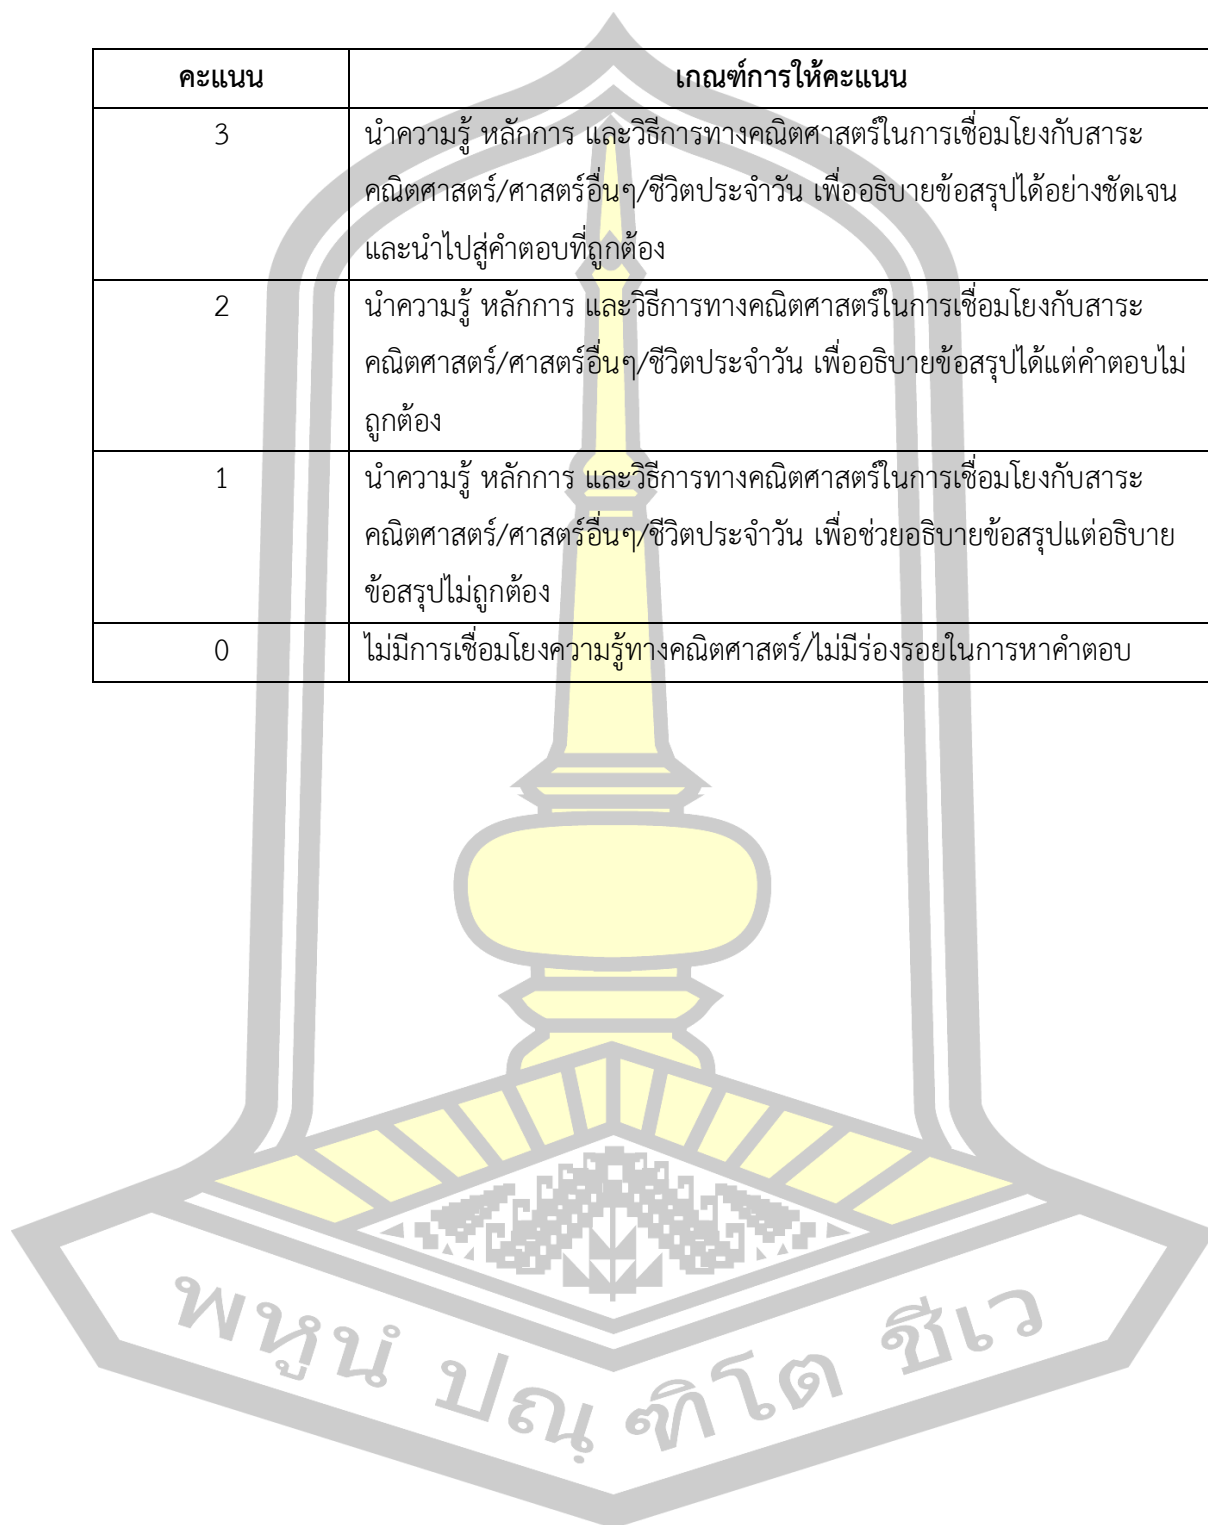 คะแนน เกณฑ์การให้คะแนน
3 นำความรู้ หลักการ และวิธีการทางคณิตศาสตร์ในการเชื่อมโยงกับสาระ
คณิตศาสตร์/ศาสตร์อื่นๆ/ชีวิตประจำวัน เพื่ออธิบายข้อสรุปได้อย่างชัดเจน
และนำไปสู่คำตอบที่ถูกต้อง
2 นำความรู้ หลักการ และวิธีการทางคณิตศาสตร์ในการเชื่อมโยงกับสาระ
คณิตศาสตร์/ศาสตร์อื่นๆ/ชีวิตประจำวัน เพื่ออธิบายข้อสรุปได้แต่คำตอบไม่
ถูกต้อง
1 นำความรู้ หลักการ และวิธีการทางคณิตศาสตร์ในการเชื่อมโยงกับสาระ
คณิตศาสตร์/ศาสตร์อื่นๆ/ชีวิตประจำวัน เพื่อช่วยอธิบายข้อสรุปแต่อธิบาย
ข้อสรุปไม่ถูกต้อง
0 ไม่มีการเชื่อมโยงความรู้ทางคณิตศาสตร์/ไม่มีร่องรอยในการหาคำตอบ
พหูนํ ปณฺฑิโต ชีเว